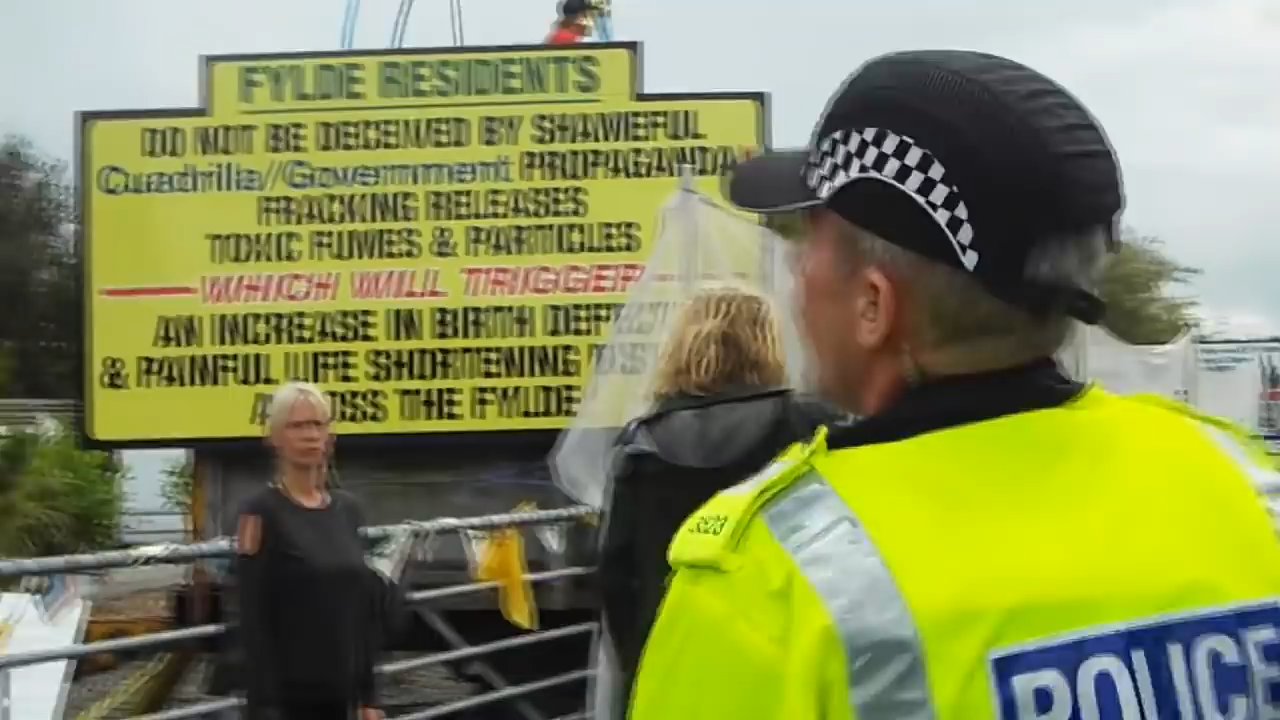 FYLDE RESIDENTS
DO NOT BE DECEIVED BY SHAMEFUL
Cuadrilla//Government PROPAGANDA!
FRACKING RELEASES
TOXIC FUMES & PARTICLES
WHICH WILL TRIGGER
AN INCREASE IN BIRTH
& PAINFUL LIFE SHORTENING
THE FYLDE
POLICE